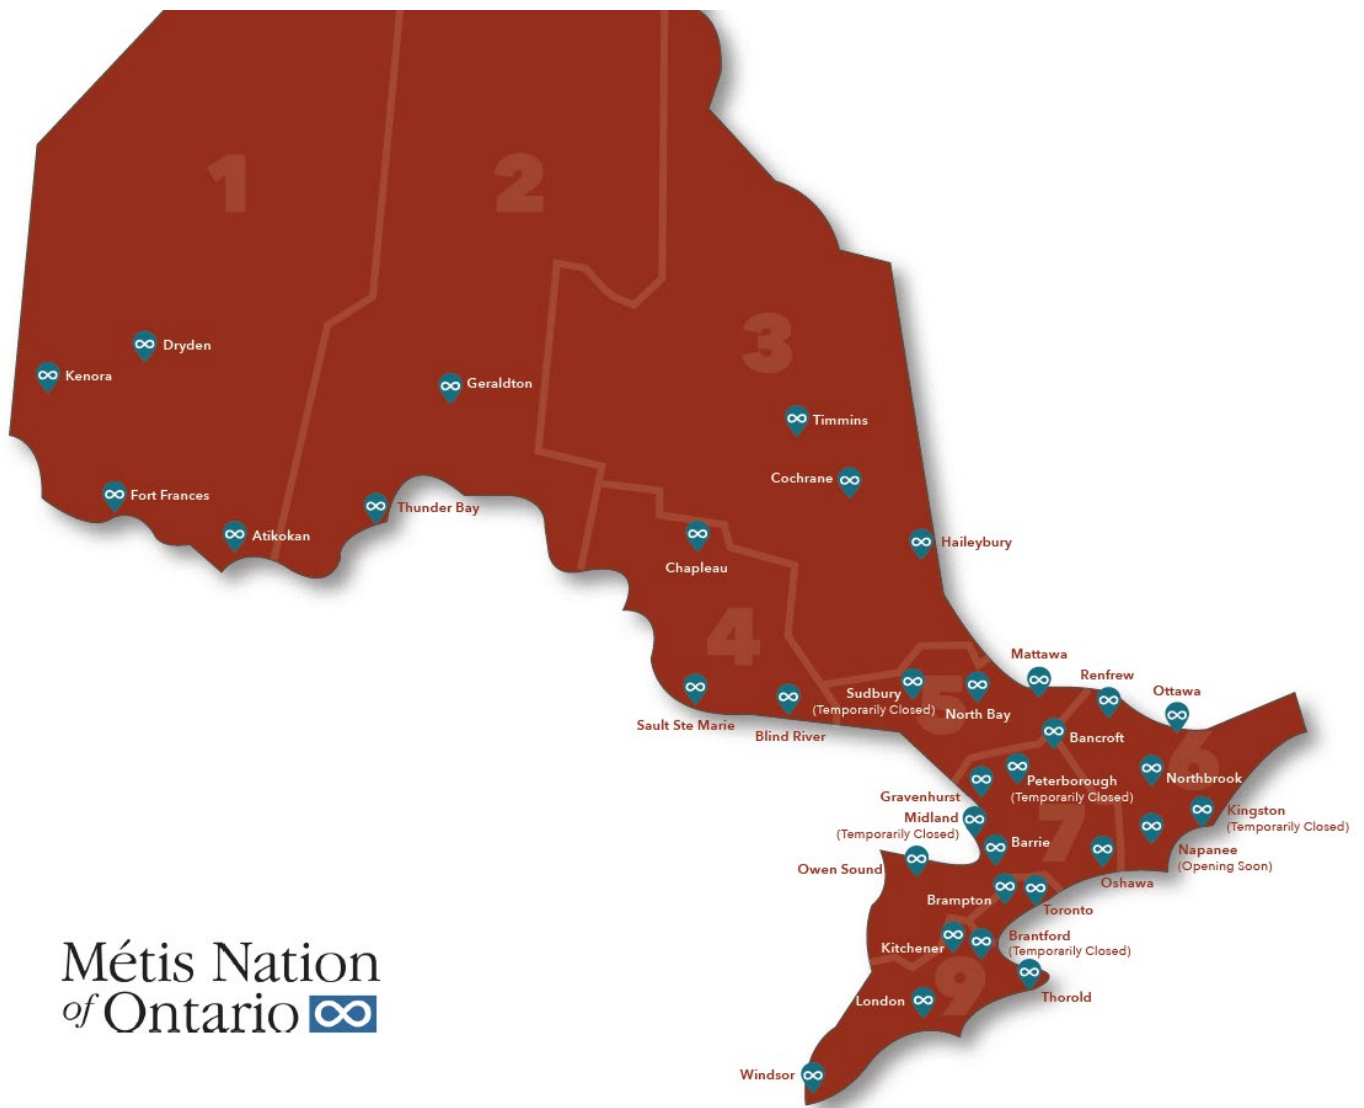 1
2
3
Dryden
Kenora
Geraldton
Timmins
Cochrane
Fort Frances
Thunder Bay
Atikokan
Haileybury
Chapleau
4
Mattawa
Renfrew
Sudbury
(Temporarily Closed)
5
North Bay
Ottawa
Sault Ste Marie
Blind River
Bancroft
6
Peterborough
(Temporarily Closed)
Northbrook
Gravenhurst
Midland
(Temporarily Closed)
Kingston
(Temporarily Closed)
7
Barrie
Napanee
(Opening Soon)
Owen Sound
Oshawa
Brampton
Toronto
Kitchener
Brantford
(Temporarily Closed)
9
London
Thorold
Windsor
Métis Nation
of Ontario